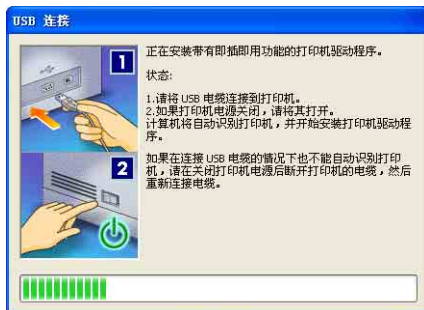 USB 连接
1
正在安装带有即插即用功能的打印机驱动程序。
状态:
1.请将 USB 电缆连接到打印机。
2.如果打印机电源关闭，请将其打开。
计算机将自动识别打印机，并开始安装打印机驱动程
序。
2
如果在连接 USB 电缆的情况下也不能自动识别打印
机，请在关闭打印机电源后断开打印机的电缆，然后
重新连接电缆。